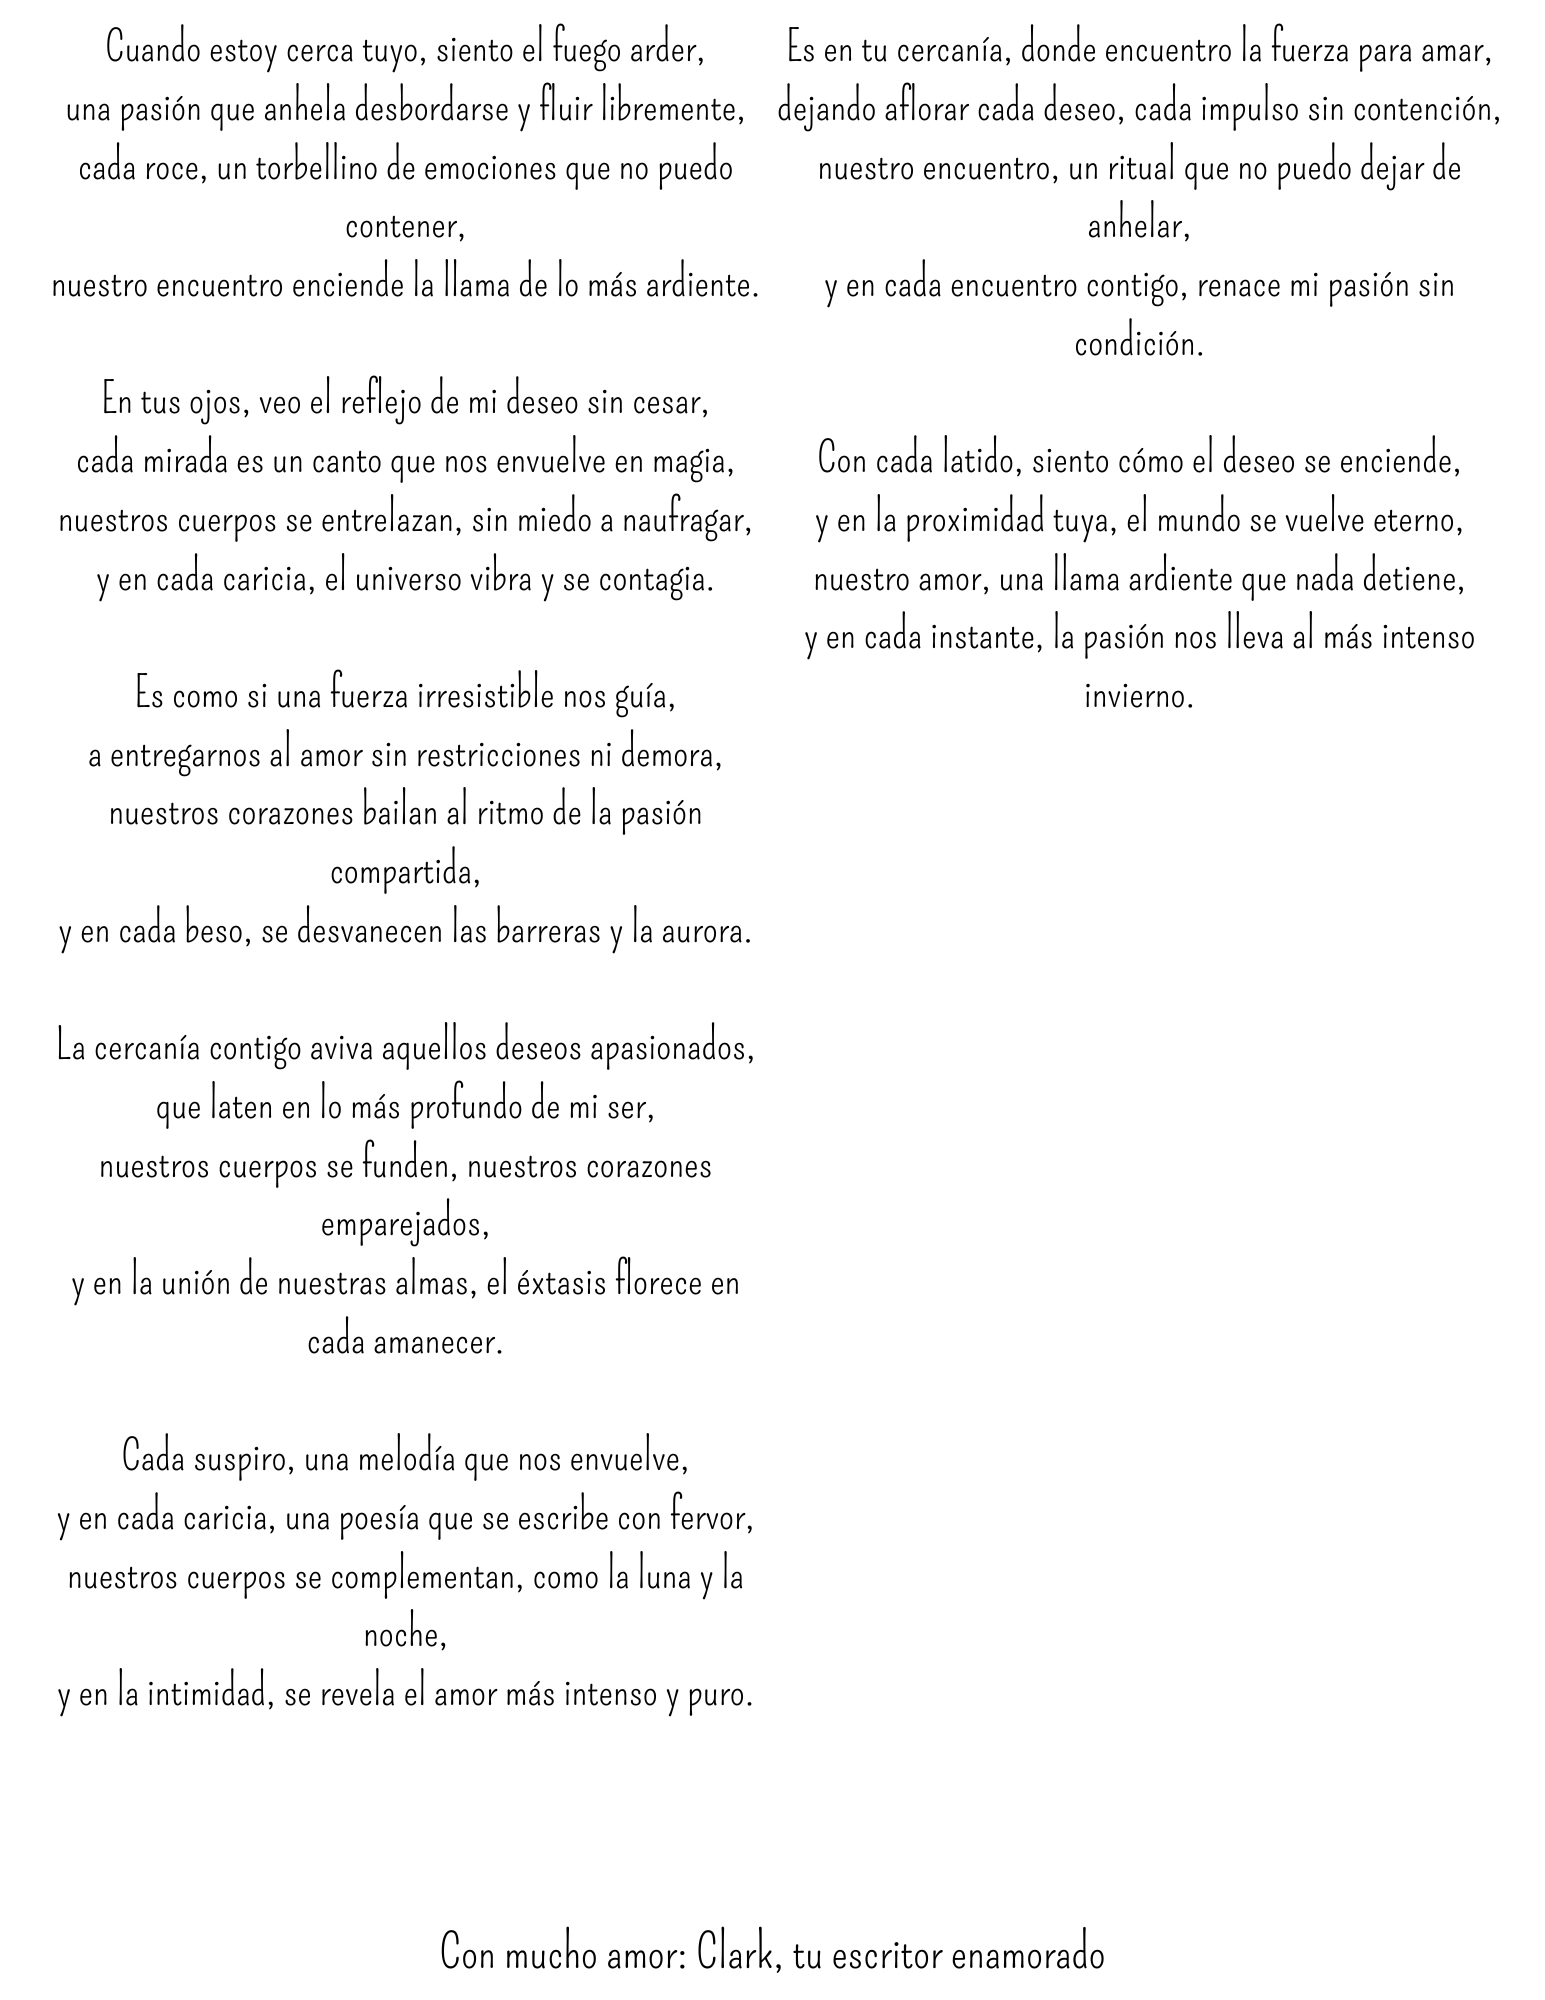 Cuando estoy cerca tuyo, siento el fuego arder,
una pasión que anhela desbordarse y fluir libremente,
cada roce, un torbellino de emociones que no puedo
contener,
nuestro encuentro enciende la llama de lo más ardiente.
En tus ojos, veo el reflejo de mi deseo sin cesar,
cada mirada es un canto que nos envuelve en magia,
nuestros cuerpos se entrelazan, sin miedo a naufragar,
y en cada caricia, el universo vibra y se contagia.
Es como si una fuerza irresistible nos guía,
a entregarnos al amor sin restricciones ni demora,
nuestros corazones bailan al ritmo de la pasión
compartida,
y en cada beso, se desvanecen las barreras y la aurora.
La cercanía contigo aviva aquellos deseos apasionados,
que laten en lo más profundo de mi ser,
nuestros cuerpos se funden, nuestros corazones
emparejados,
y en la unión de nuestras almas, el éxtasis florece en
cada amanecer.
Cada suspiro, una melodía que nos envuelve,
y en cada caricia, una poesía que se escribe con fervor,
nuestros cuerpos se complementan, como la luna y la
noche,
y en la intimidad, se revela el amor más intenso y puro.
Es en tu cercanía, donde encuentro la fuerza para amar,
dejando aflorar cada deseo, cada impulso sin contención,
nuestro encuentro, un ritual que no puedo dejar de
anhelar,
y en cada encuentro contigo, renace mi pasión sin
condición.
Con cada latido, siento cómo el deseo se enciende,
y en la proximidad tuya, el mundo se vuelve eterno,
nuestro amor, una llama ardiente que nada detiene,
y en cada instante, la pasión nos lleva al más intenso
invierno.
Con mucho amor: Clark, tu escritor enamorado